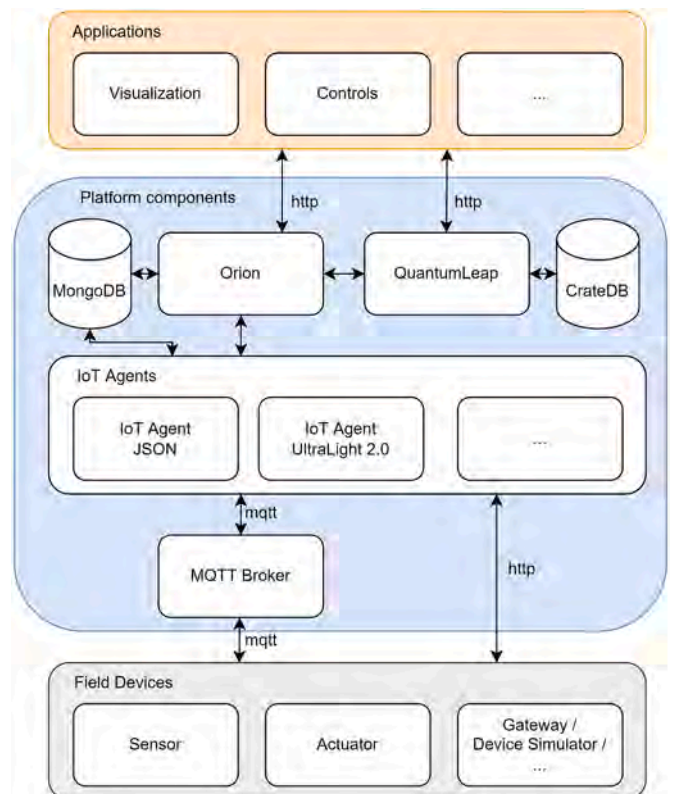 Applications
Visualization
Controls
...
http
http
Platform components
MongoDB
Orion
QuantumLeap
CrateDB
IoT Agents
IoT Agent
JSON
IoT Agent
UltraLight 2.0
...
mqtt
MQTT Broker
http
mqtt
Field Devices
Sensor
Actuator
Gateway /
Device Simulator /
...